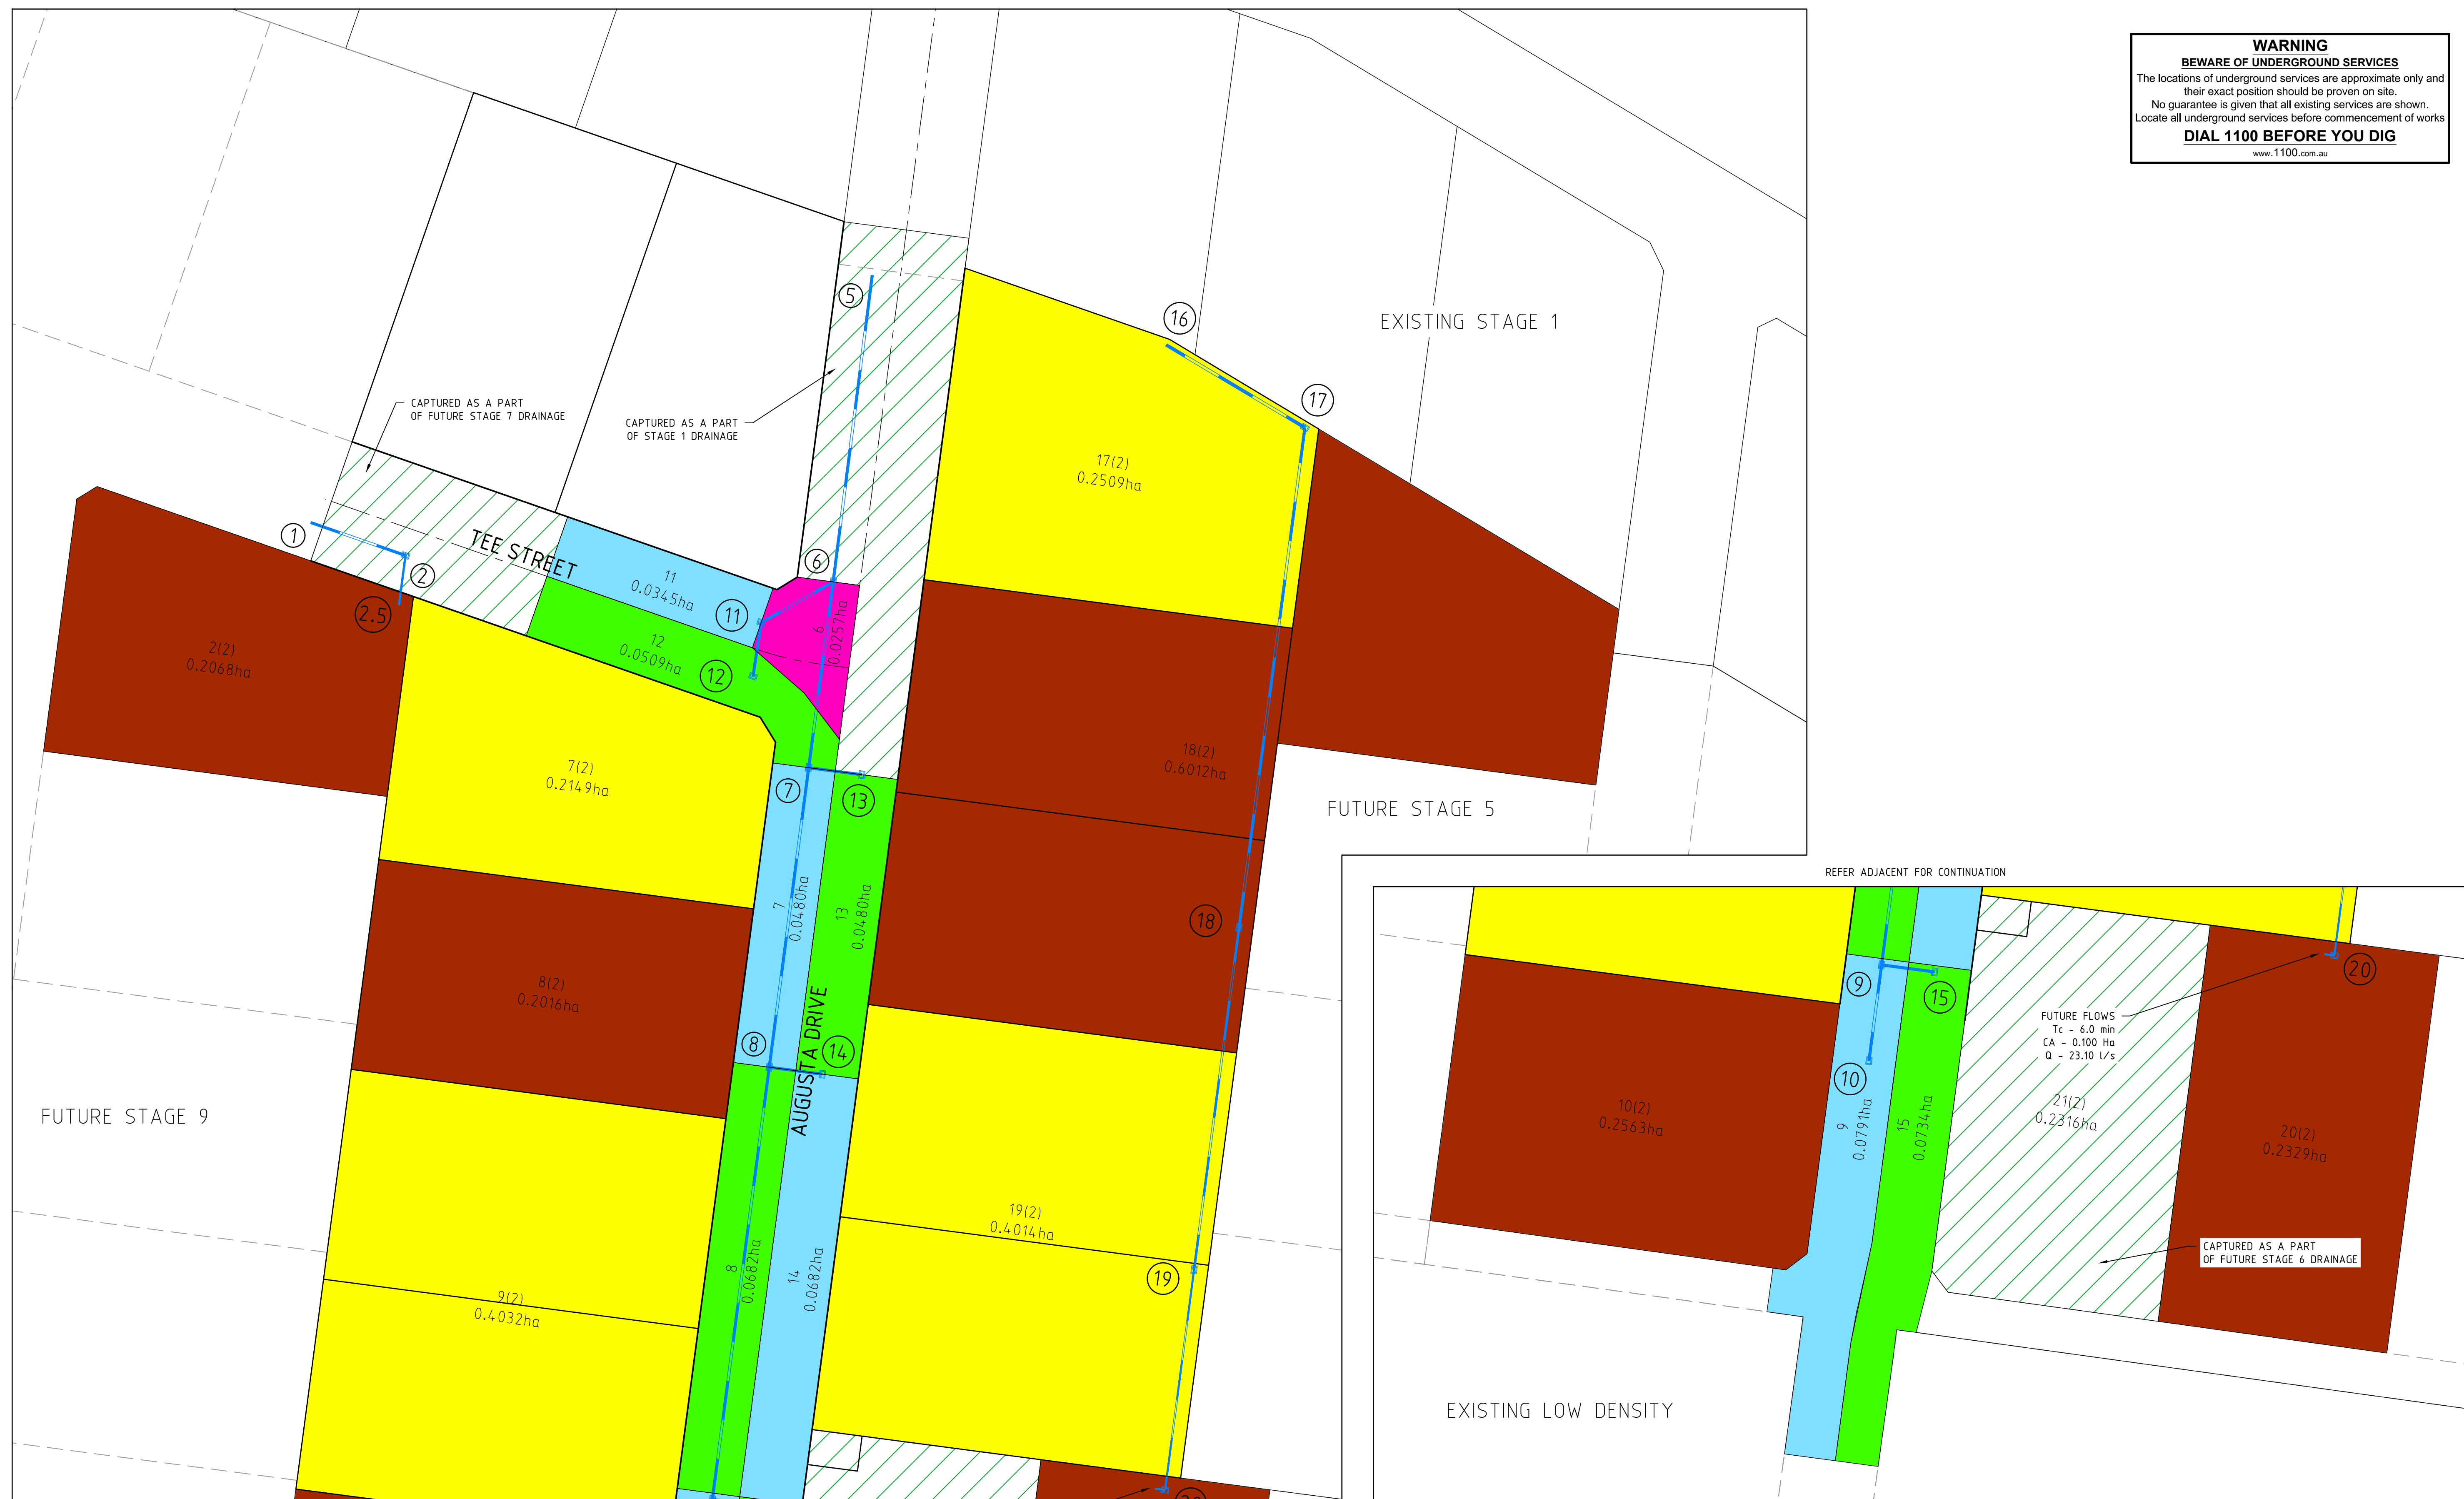 WARNING
BEWARE OF UNDERGROUND SERVICES
The locations of underground services are approximate only and
their exact position should be proven on site.
No guarantee is given that all existing services are shown.
Locate all underground services before commencement of works
DIAL 1100 BEFORE YOU DIG
www.1100.com.au
5
16
EXISTING STAGE 1
17
CAPTURED AS A PART
OF FUTURE STAGE 7 DRAINAGE
CAPTURED AS A PART
OF STAGE 1 DRAINAGE
17(2)
0.2509ha
1
TEE STREET
2
6
11
0.0345ha
11
6
0.0257ha
2.5
2(2)
0.2068ha
12
0.0509ha
12
7(2)
0.2149ha
18(2)
0.6012ha
7
13
FUTURE STAGE 5
7
0.0480ha
13
0.0480ha
18
8(2)
0.2016ha
8
14
AUGUSTA DRIVE
FUTURE STAGE 9
19(2)
0.4014ha
19
8
0.0682ha
14
0.0682ha
9(2)
0.4032ha
REFER ADJACENT FOR CONTINUATION
9
15
20
FUTURE FLOWS
Tc - 6.0 min
CA - 0.100 Ha
Q - 23.10 l/s
10
10(2)
0.2563ha
9
0.0791ha
15
0.0734ha
21(2)
0.2316ha
20(2)
0.2329ha
CAPTURED AS A PART
OF FUTURE STAGE 6 DRAINAGE
EXISTING LOW DENSITY
20